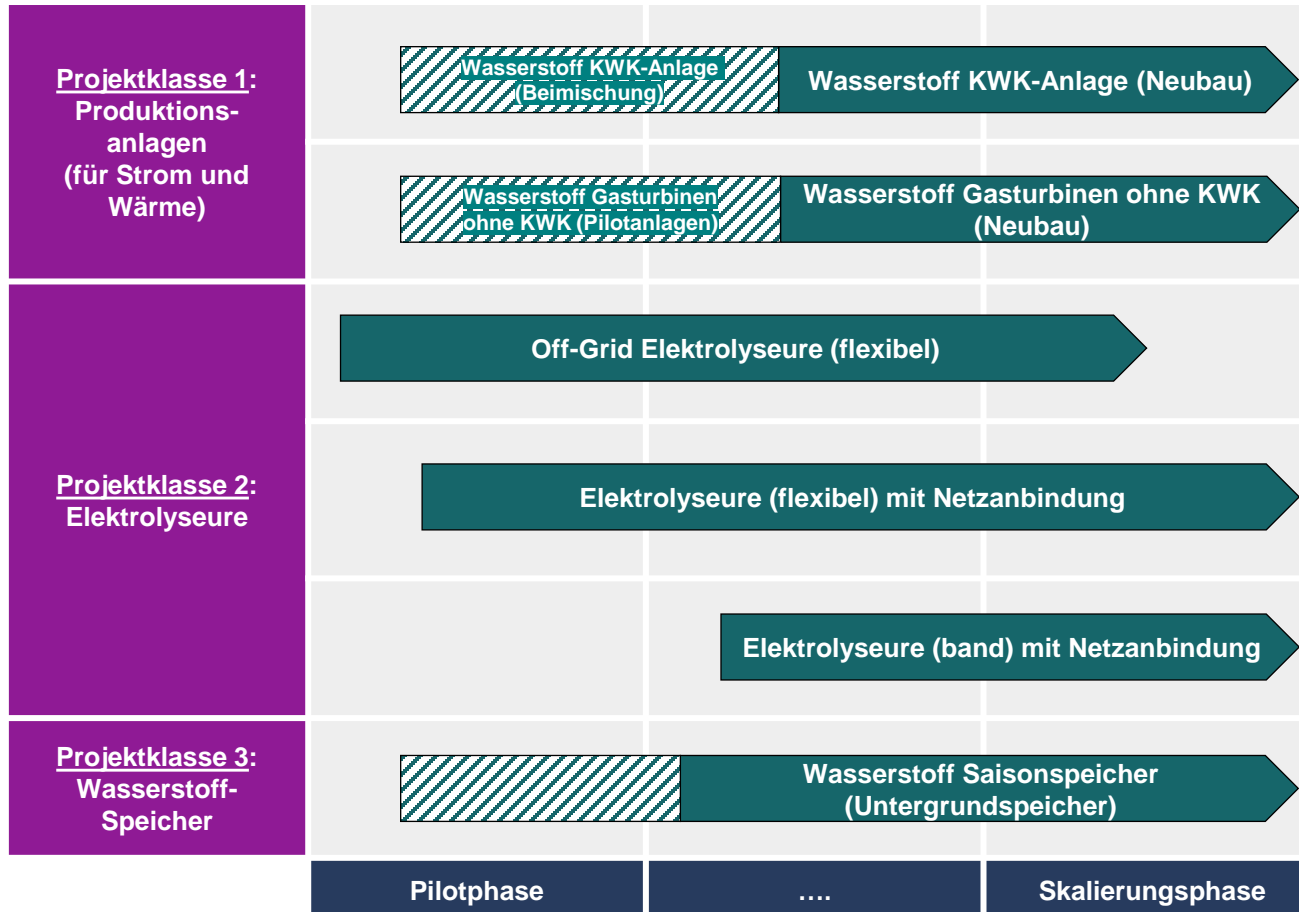 Projektklasse 1:
Produktions-
anlagen
(für Strom und
Wärme)
Wasserstoff KWK-Anlage
(Beimischung)
Wasserstoff KWK-Anlage (Neubau)
Wasserstoff Gasturbinen
ohne KWK (Pilotanlagen)
Wasserstoff Gasturbinen ohne KWK
(Neubau)
Projektklasse 2:
Elektrolyseure
Off-Grid Elektrolyseure (flexibel)
Elektrolyseure (flexibel) mit Netzanbindung
Elektrolyseure (band) mit Netzanbindung
Projektklasse 3:
Wasserstoff-
Speicher
Wasserstoff Saisonspeicher
(Untergrundspeicher)
Pilotphase
....
Skalierungsphase